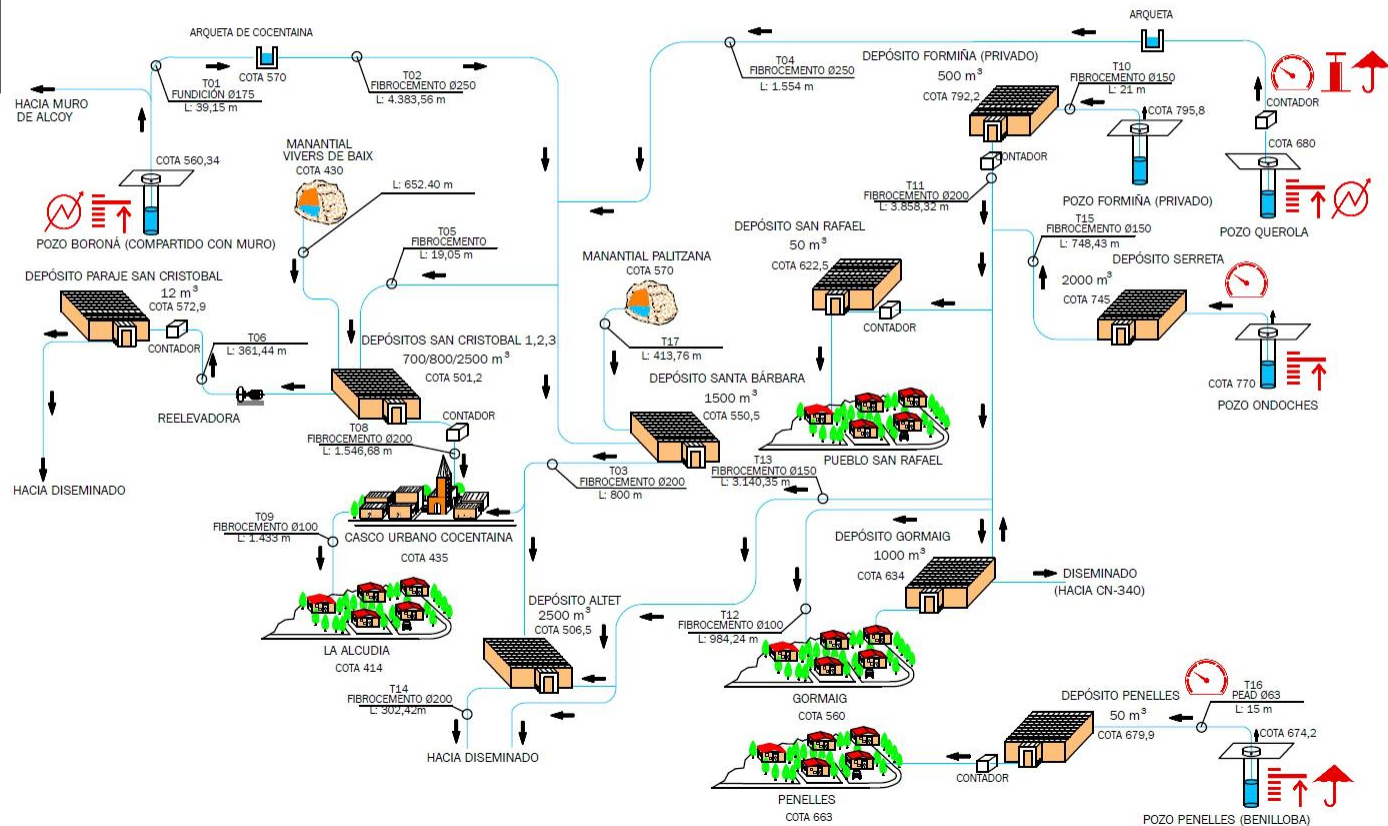 ARQUETA DE COCENTAINA
COTA 570
T01
FUNDICIÓN Ø175
L: 39,15 m
T02
FIBROCEMENTO Ø250
L: 4.383,56 m
HACIA MURO
DE ALCOY
COTA 560,34
POZO BORONÁ (COMPARTIDO CON MURO)
MANANTIAL
VIVERS DE BAIX
COTA 430
L: 652.40 m
T05
FIBROCEMENTO
L: 19,05 m
T04
FIBROCEMENTO Ø250
L: 1.554 m
ARQUETA
DEPÓSITO FORMIÑA (PRIVADO)
500 m³
COTA 792,2
T10
FIBROCEMENTO Ø150
L: 21 m
COTA 795,8
POZO FORMIÑA (PRIVADO)
CONTADOR
T11
FIBROCEMENTO Ø200
L: 3.858,32 m
CONTADOR
COTA 680
POZO QUEROLA
T15
FIBROCEMENTO Ø150
L: 748,43 m
DEPÓSITO SERRETA
2000 m³
COTA 745
COTA 770
POZO ONDOCHES
DEPÓSITO SAN RAFAEL
50 m³
COTA 622,5
CONTADOR
PUEBLO SAN RAFAEL
MANANTIAL PALITZANA
COTA 570
T17
L: 413,76 m
DEPÓSITO SANTA BÁRBARA
1500 m³
COTA 550,5
DEPÓSITO PARAJE SAN CRISTOBAL
12 m³
COTA 572,9
CONTADOR
T06
L: 361,44 m
REELEVADORA
HACIA DISEMINADO
DEPÓSITOS SAN CRISTOBAL 1,2,3
700/800/2500 m³
COTA 501,2
CONTADOR
T08
FIBROCEMENTO Ø200
L: 1.546,68 m
T03
FIBROCEMENTO Ø200
L: 800 m
T13
FIBROCEMENTO Ø150
L: 3.140,35 m
CASCO URBANO COCENTAINA
COTA 435
T09
FIBROCEMENTO Ø100
L: 1.433 m
LA ALCUDIA
COTA 414
DEPÓSITO ALTET
2500 m³
COTA 506,5
T14
FIBROCEMENTO Ø200
L: 302,42m
HACIA DISEMINADO
DEPÓSITO GORMAIG
1000 m³
COTA 634
DISEMINADO
(HACIA CN-340)
T12
FIBROCEMENTO Ø100
L: 984,24 m
GORMAIG
COTA 560
DEPÓSITO PENELLES
50 m³
COTA 679,9
T16
PEAD Ø63
L: 15 m
COTA 674,2
CONTADOR
PENELLES
COTA 663
POZO PENELLES (BENILLOBA)